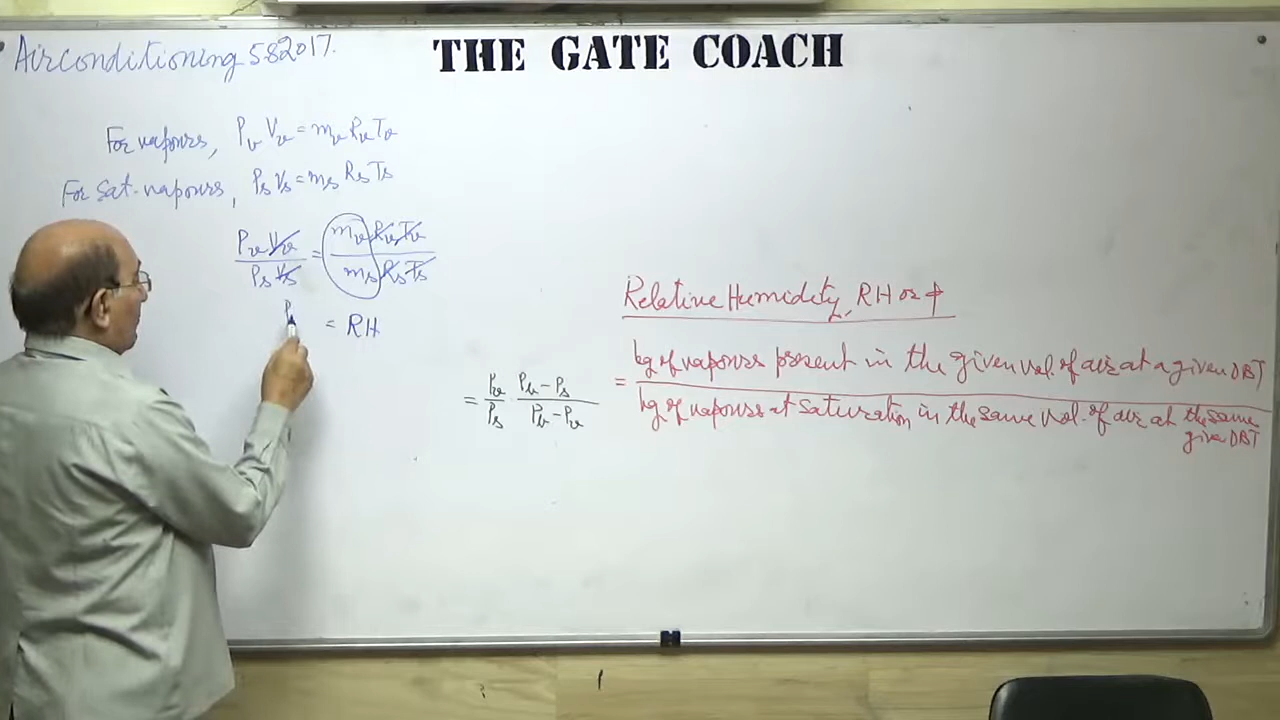 Airconditioning 582017.
THE GATE COACH
For vapours, Pv Vv = mv Rv Tv
For Sat. vapours, Ps Vs = ms Rs Ts
Pv Vv / Ps Vs = mv Rv Tv / ms Rs Ts
P = RH
Relative Humidity, RH or ϕ
= kg of vapours present in the given vol. of air at a given DBT
kg of vapours at saturation in the same vol. of air at the same given DBT
= Pv/Ps · Pb - Ps / Pb - Pv